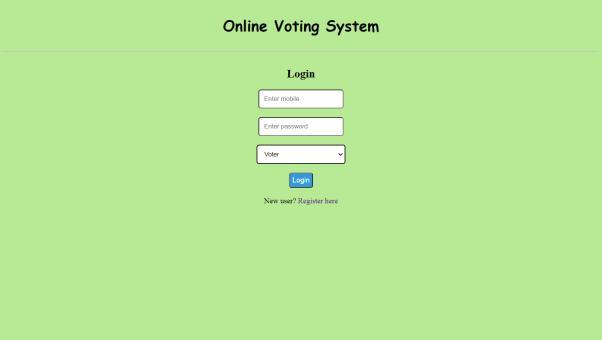 Online Voting System
Login
Enter mobile
Enter password
Voter
Login
New user? Register here